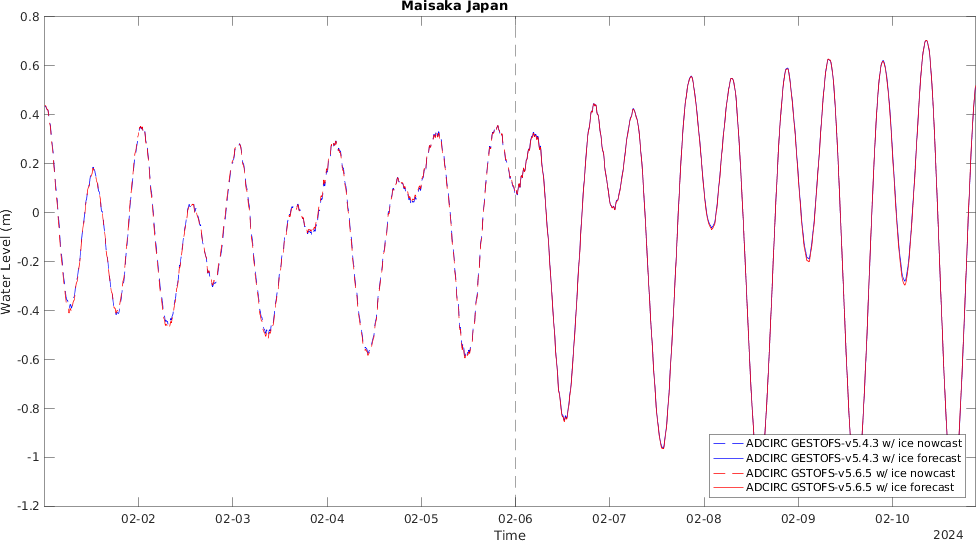 Maisaka Japan
0.8
0.6
0.4
0.2
0
-0.2
-0.4
-0.6
-0.8
-1
-1.2
Water Level (m)
ADCIRC GESTOFS-v5.4.3 w/ ice nowcast
ADCIRC GESTOFS-v5.4.3 w/ ice forecast
ADCIRC GSTOFS-v5.6.5 w/ ice nowcast
ADCIRC GSTOFS-v5.6.5 w/ ice forecast
02-02 02-03 02-04 02-05 02-06 02-07 02-08 02-09 02-10
Time
2024